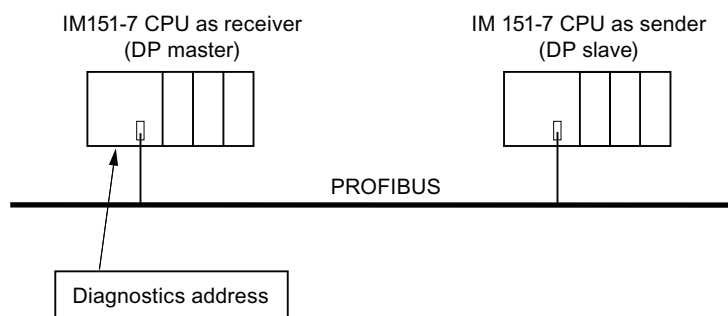 IM151-7 CPU as receiver
(DP master)
IM 151-7 CPU as sender
(DP slave)
PROFIBUS
Diagnostics address